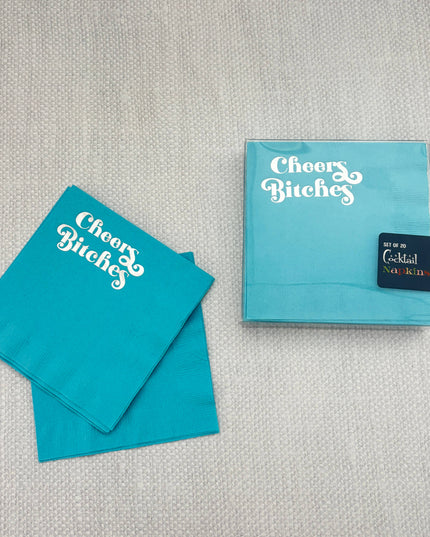 Cheers
Bitches
Cheers
Bitches
SET OF 20
Cocktail
Napkins